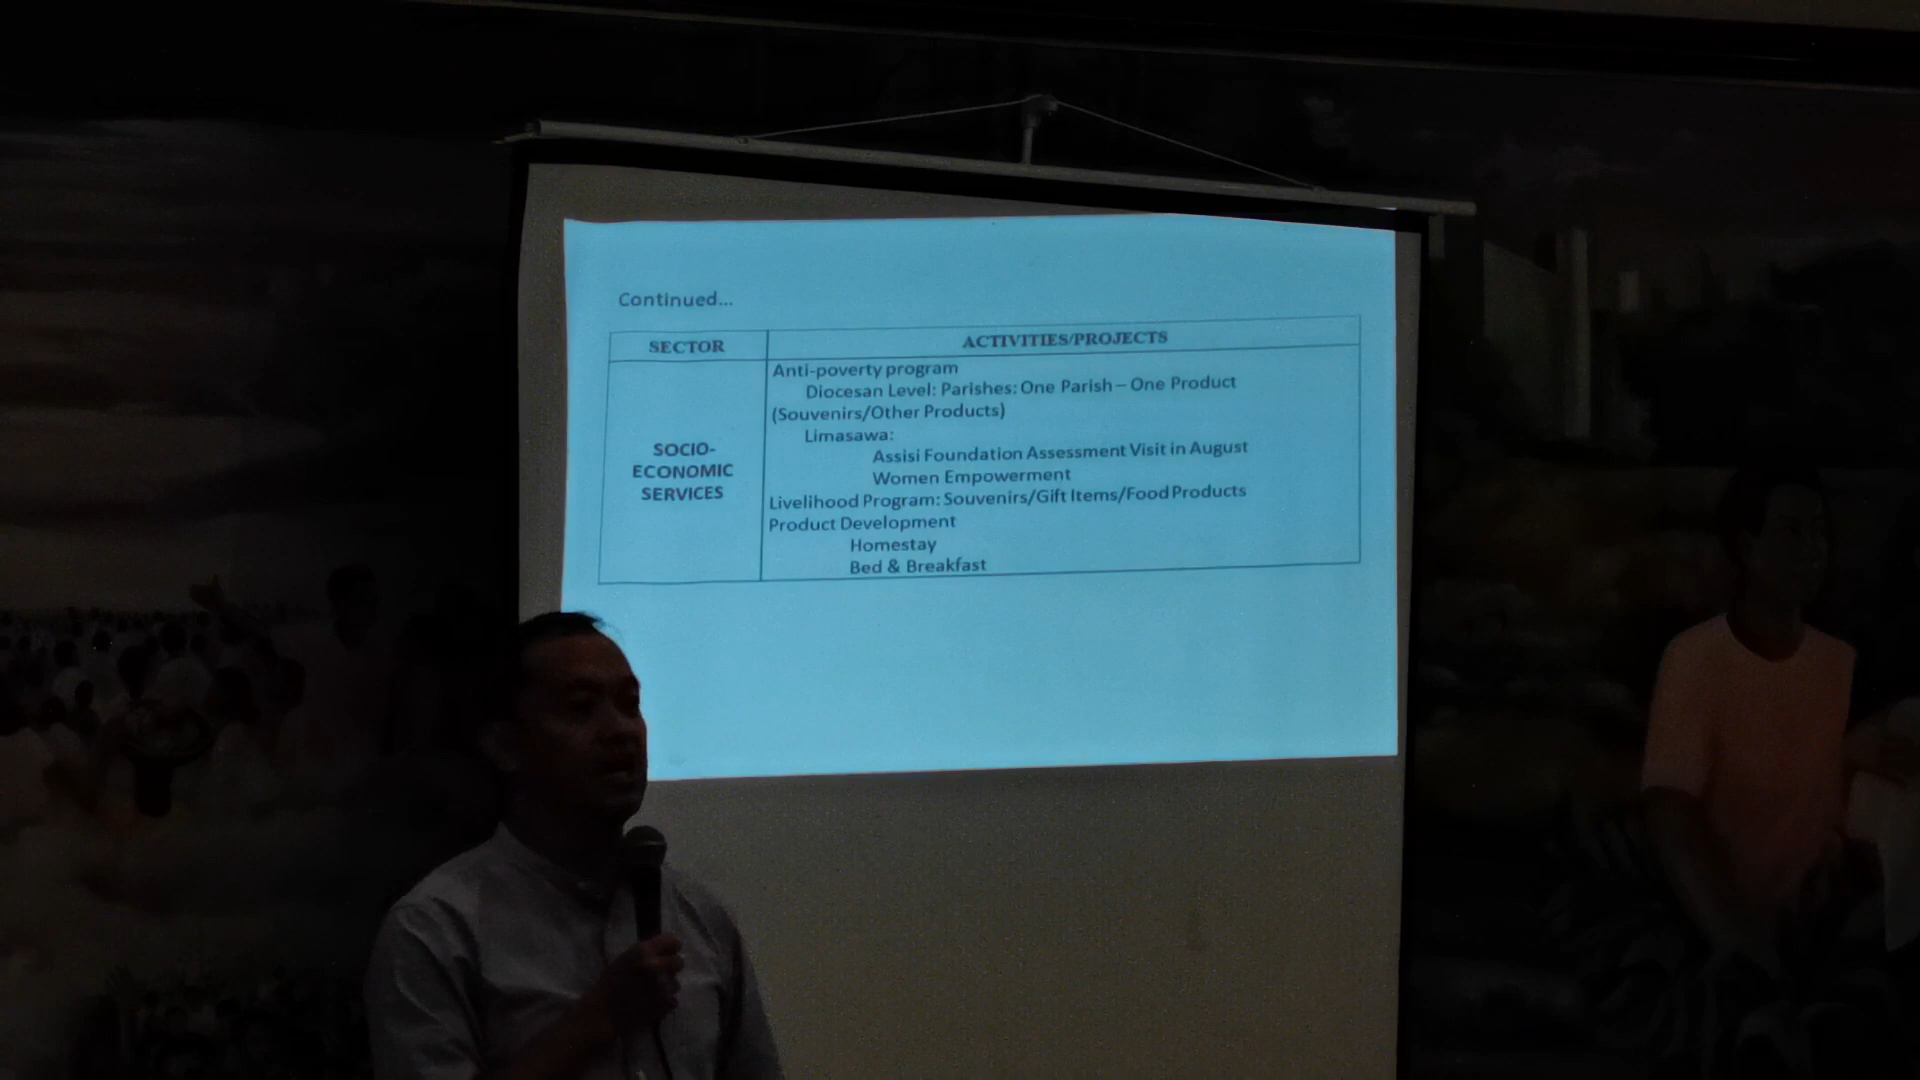 Continued...
SECTOR
ACTIVITIES/PROJECTS
SOCIO-
ECONOMIC
SERVICES
Anti-poverty program
Diocesan Level: Parishes: One Parish – One Product
(Souvenirs/Other Products)
Limasawa:
Assisi Foundation Assessment Visit in August
Women Empowerment
Livelihood Program: Souvenirs/Gift Items/Food Products
Product Development
Homestay
Bed & Breakfast